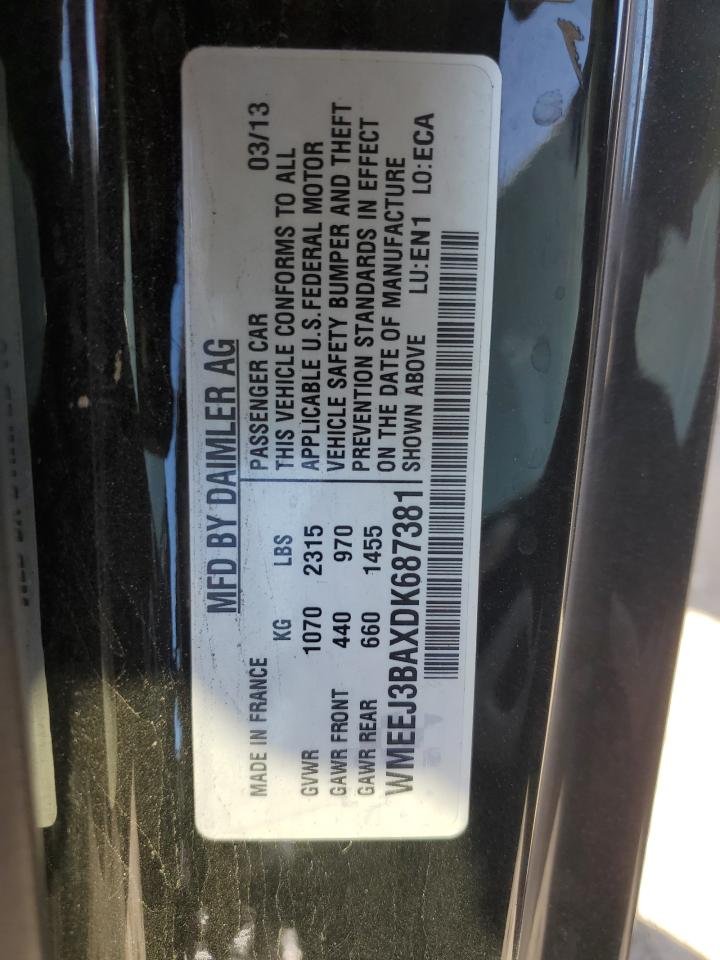 MFD BY DAIMLER AG
MADE IN FRANCE
KG LBS
GVWR 1070 2315
GAWR FRONT 440 970
GAWR REAR 660 1455
PASSENGER CAR 03/13
THIS VEHICLE CONFORMS TO ALL
APPLICABLE U.S. FEDERAL MOTOR
VEHICLE SAFETY BUMPER AND THEFT
PREVENTION STANDARDS IN EFFECT
ON THE DATE OF MANUFACTURE
SHOWN ABOVE LU:EN1 LO:ECA
WMEEJ3BAXDK687381